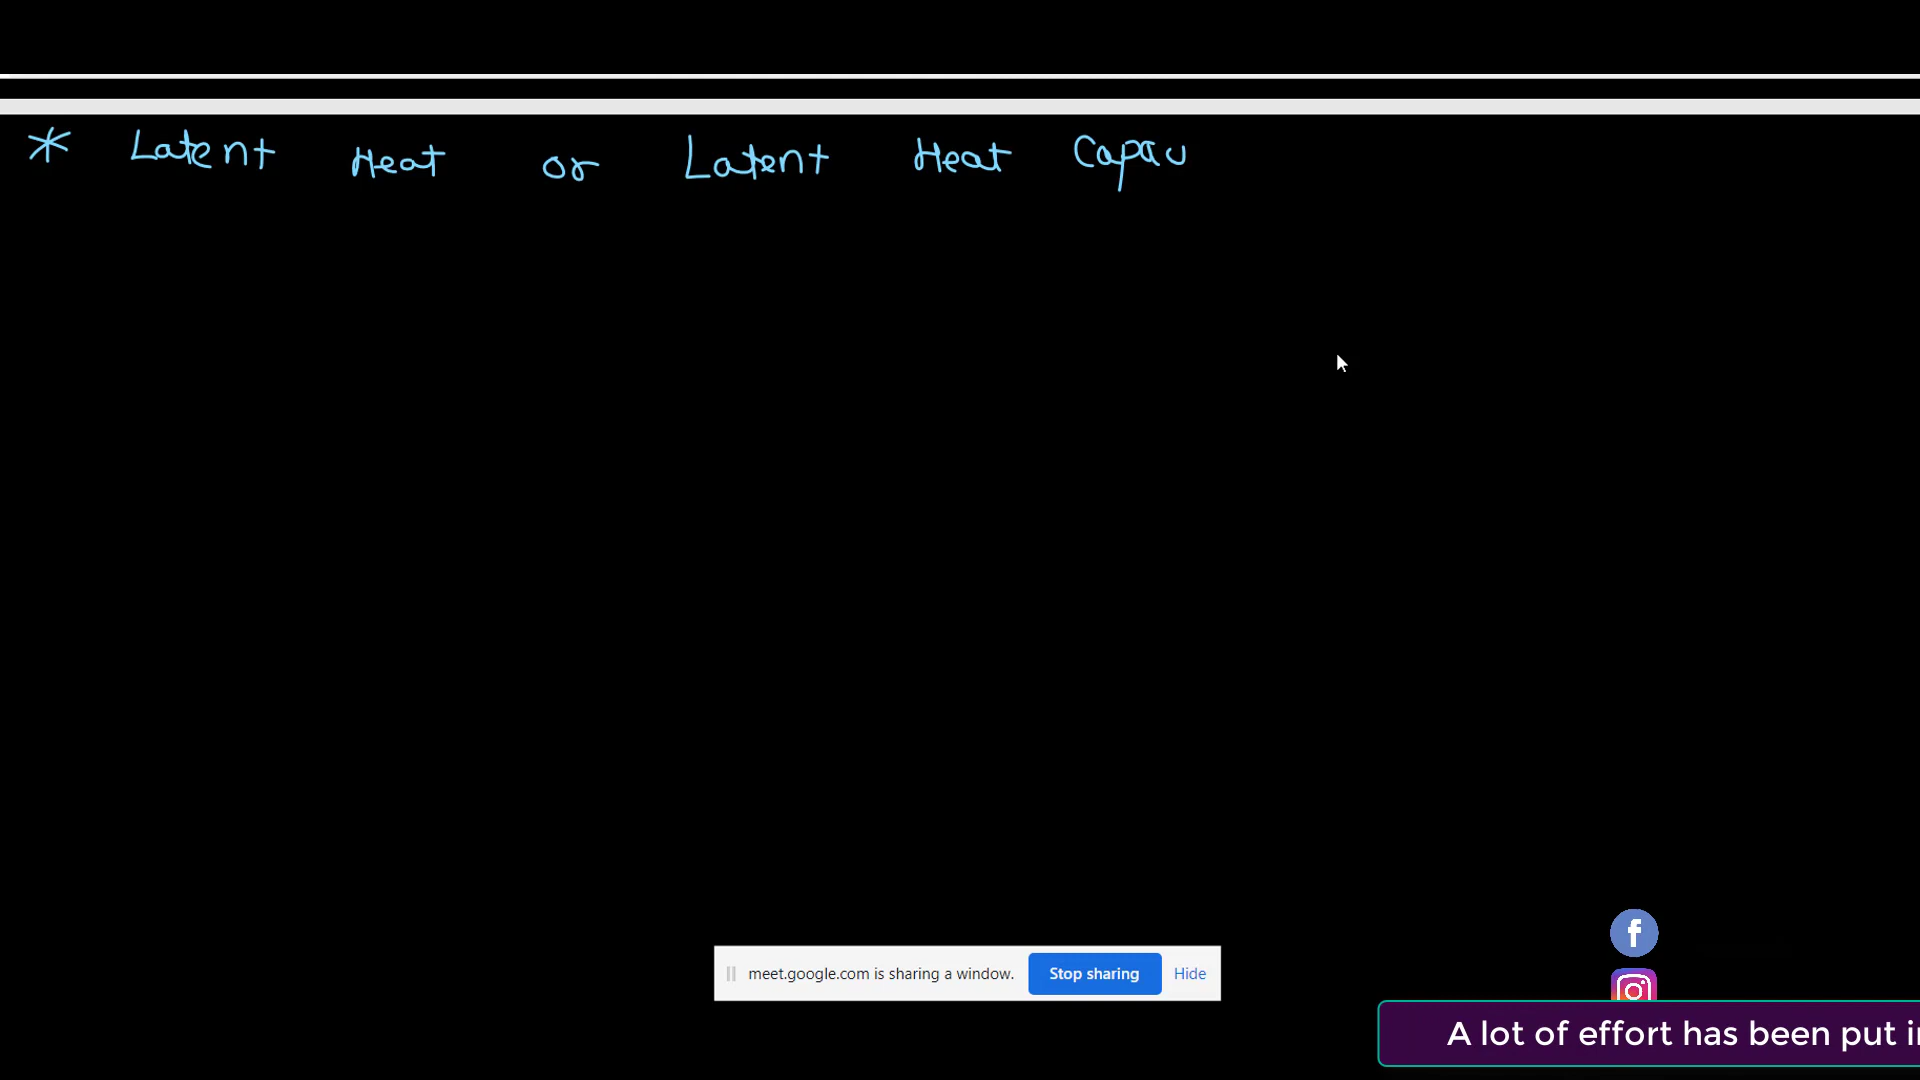 * Latent Heat or Latent Heat Capac
meet.google.com is sharing a window. Stop sharing Hide
A lot of effort has been put i